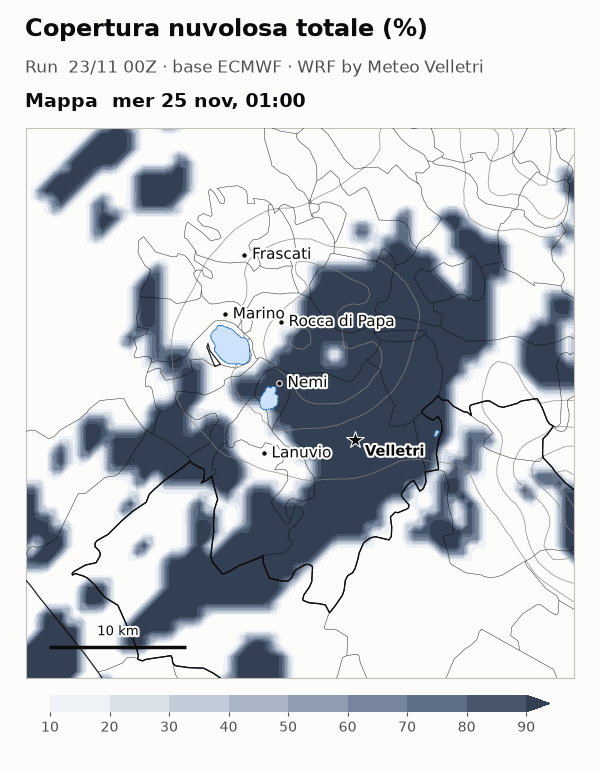 Copertura nuvolosa totale (%)
Run  23/11 00Z · base ECMWF · WRF by Meteo Velletri
Mappa  mer 25 nov, 01:00
Frascati
Marino
Rocca di Papa
Nemi
Lanuvio
Velletri
10 km
10 20 30 40 50 60 70 80 90